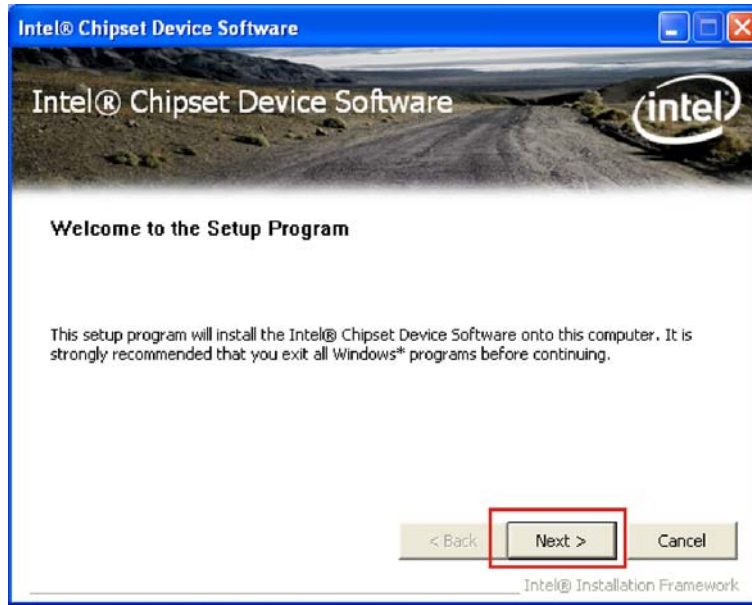 Intel® Chipset Device Software
Intel® Chipset Device Software
intel
Welcome to the Setup Program
This setup program will install the Intel® Chipset Device Software onto this computer. It is
strongly recommended that you exit all Windows* programs before continuing.
< Back
Next >
Cancel
Intel® Installation Framework